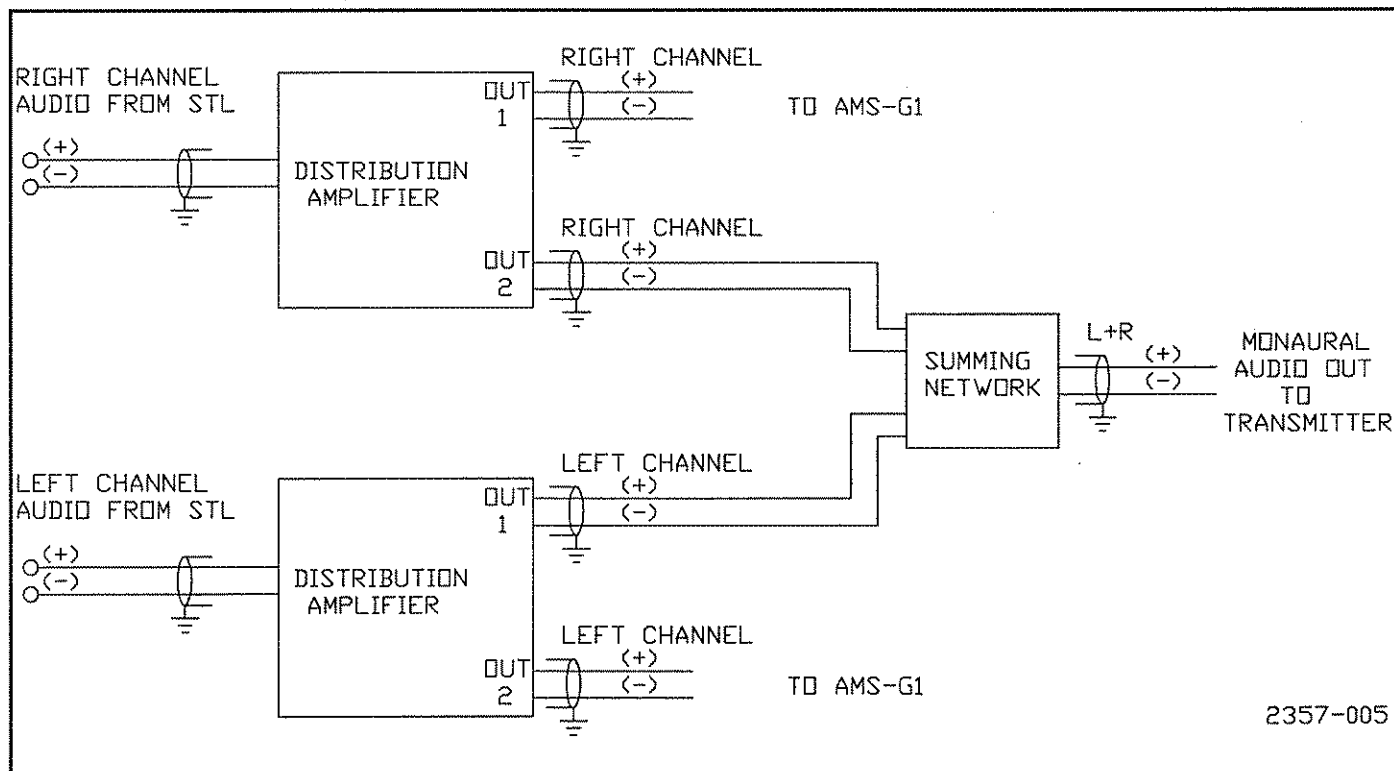 RIGHT CHANNEL
AUDIO FROM STL
(+)
(-)
DISTRIBUTION
AMPLIFIER
OUT
1
RIGHT CHANNEL
(+)
(-)
TO AMS-G1
OUT
2
RIGHT CHANNEL
(+)
(-)
SUMMING
NETWORK
L+R
(+)
(-)
MONAURAL
AUDIO OUT
TO
TRANSMITTER
LEFT CHANNEL
AUDIO FROM STL
(+)
(-)
DISTRIBUTION
AMPLIFIER
OUT
1
LEFT CHANNEL
(+)
(-)
OUT
2
LEFT CHANNEL
(+)
(-)
TO AMS-G1
2357-005